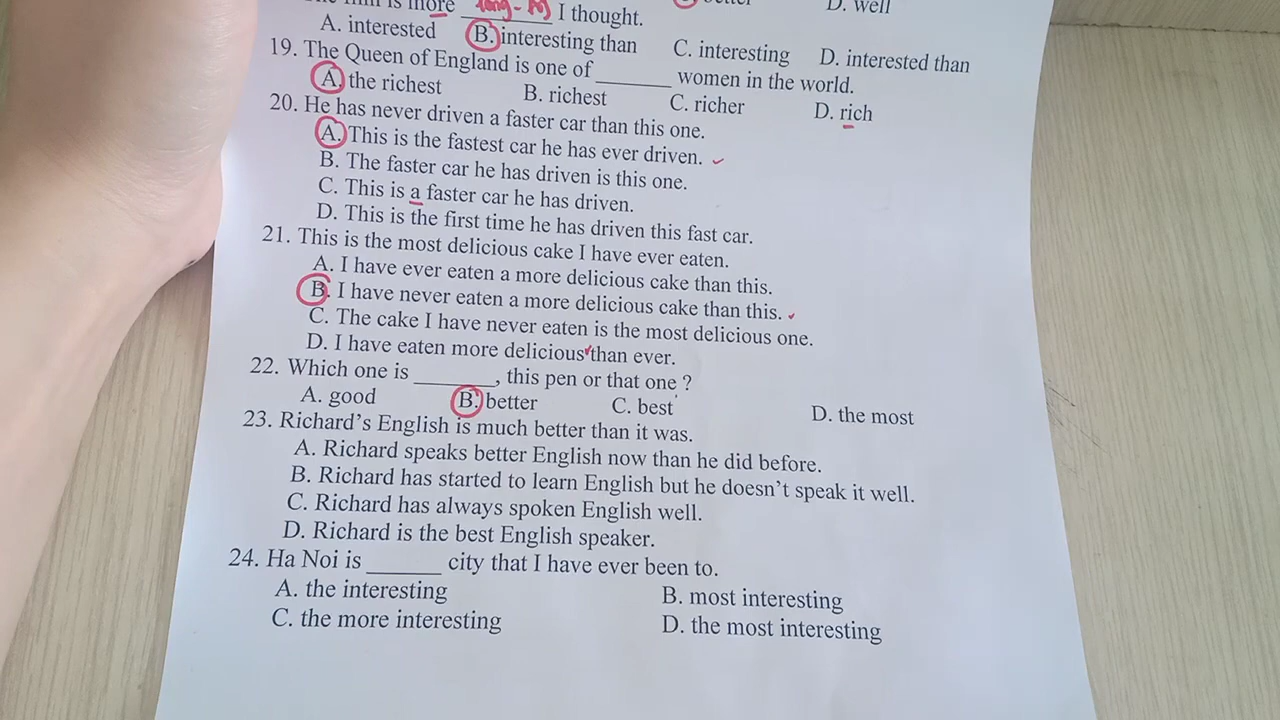 is more I thought.
D. well
A. interested B. interesting than C. interesting D. interested than
19. The Queen of England is one of ______ women in the world.
A. the richest B. richest C. richer D. rich
20. He has never driven a faster car than this one.
A. This is the fastest car he has ever driven.
B. The faster car he has driven is this one.
C. This is a faster car he has driven.
D. This is the first time he has driven this fast car.
21. This is the most delicious cake I have ever eaten.
A. I have ever eaten a more delicious cake than this.
B. I have never eaten a more delicious cake than this.
C. The cake I have never eaten is the most delicious one.
D. I have eaten more delicious than ever.
22. Which one is ______, this pen or that one ?
A. good B. better C. best D. the most
23. Richard’s English is much better than it was.
A. Richard speaks better English now than he did before.
B. Richard has started to learn English but he doesn’t speak it well.
C. Richard has always spoken English well.
D. Richard is the best English speaker.
24. Ha Noi is ______ city that I have ever been to.
A. the interesting B. most interesting
C. the more interesting D. the most interesting